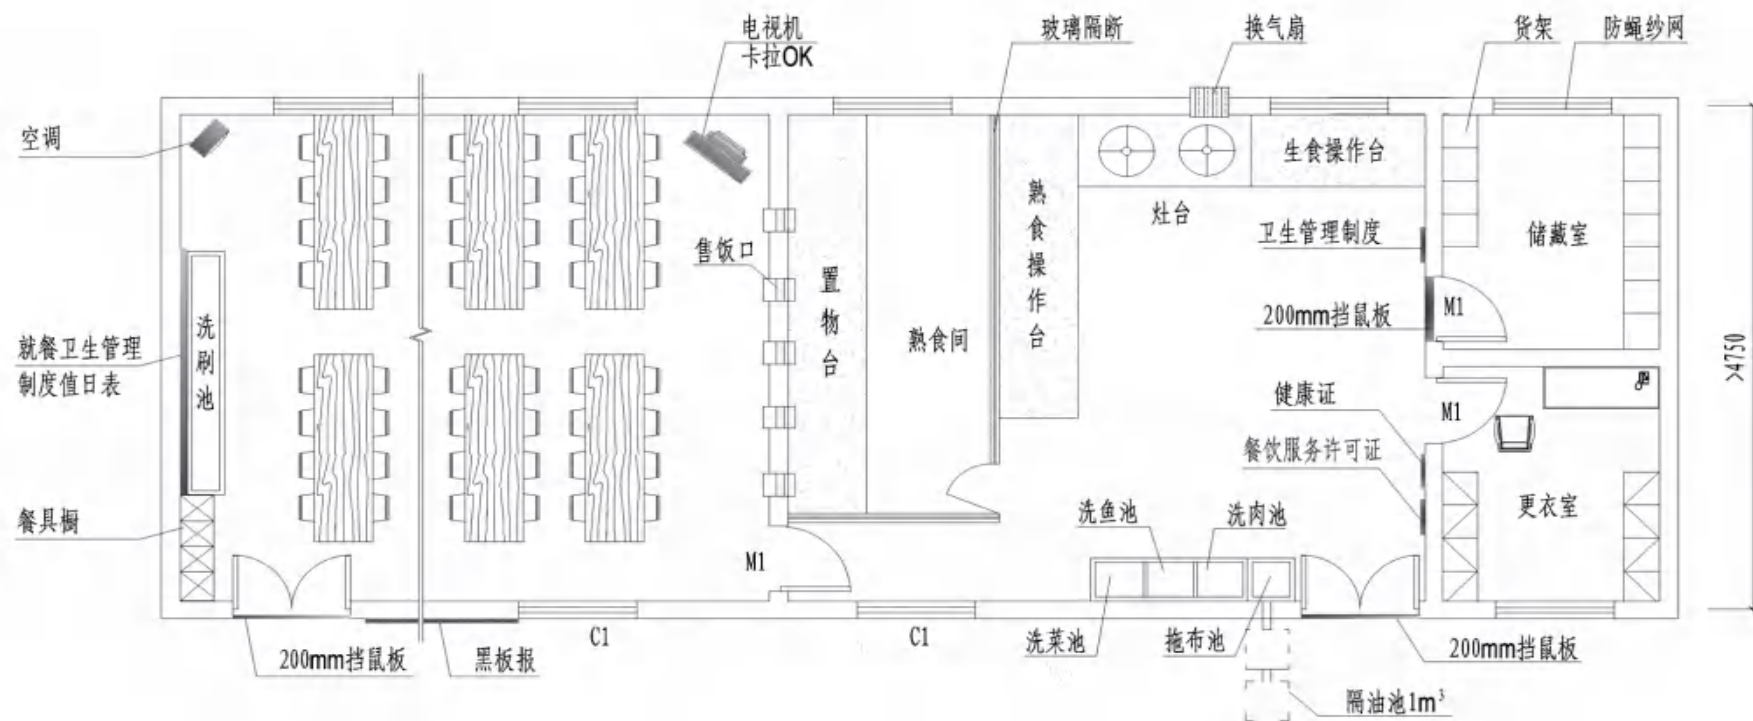 电视机
卡拉OK
玻璃隔断
换气扇
货架
防蝇纱网
空调
生食操作台
灶台
熟食操作台
卫生管理制度
储藏室
售饭口
置物台
200mm挡鼠板
M1
洗刷池
熟食间
就餐卫生管理
制度值日表
>4750
健康证
M1
餐饮服务许可证
餐具橱
洗鱼池
洗肉池
更衣室
M1
C1
C1
洗菜池
拖布池
200mm挡鼠板
黑板报
200mm挡鼠板
隔油池1m³